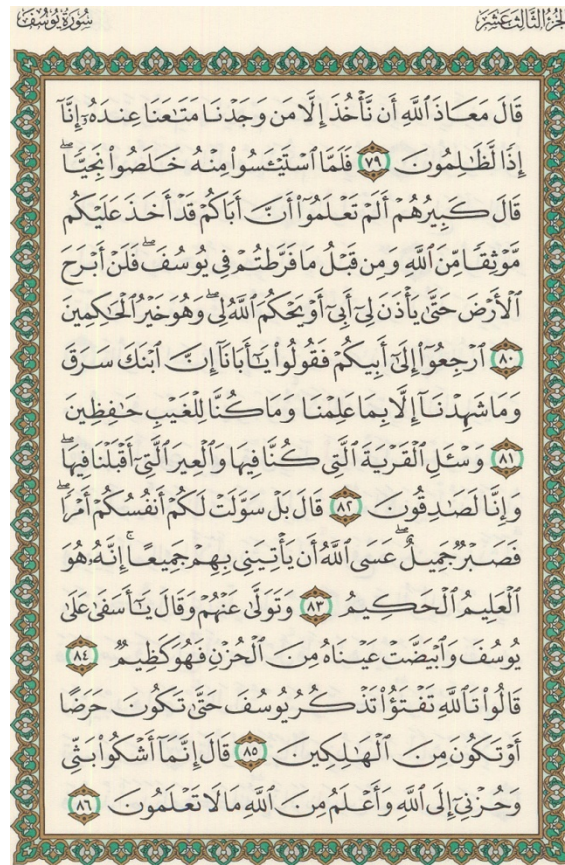 الجزء الثالث عشر
سورة يوسف
قَالَ مَعَاذَ ٱللَّهِ أَن نَّأۡخُذَ إِلَّا مَن وَجَدۡنَا مَتَٰعَنَا عِندَهُۥٓ إِنَّآ
إِذٗا لَّظَٰلِمُونَ ٧٩ فَلَمَّا ٱسۡتَيۡـَٔسُواْ مِنۡهُ خَلَصُواْ نَجِيّٗاۖ
قَالَ كَبِيرُهُمۡ أَلَمۡ تَعۡلَمُوٓاْ أَنَّ أَبَاكُمۡ قَدۡ أَخَذَ عَلَيۡكُم
مَّوۡثِقٗا مِّنَ ٱللَّهِ وَمِن قَبۡلُ مَا فَرَّطتُمۡ فِي يُوسُفَۖ فَلَنۡ أَبۡرَحَ
ٱلۡأَرۡضَ حَتَّىٰ يَأۡذَنَ لِيٓ أَبِيٓ أَوۡ يَحۡكُمَ ٱللَّهُ لِيۖ وَهُوَ خَيۡرُ ٱلۡحَٰكِمِينَ
٨٠ ٱرۡجِعُوٓاْ إِلَىٰٓ أَبِيكُمۡ فَقُولُواْ يَٰٓأَبَانَآ إِنَّ ٱبۡنَكَ سَرَقَ
وَمَا شَهِدۡنَآ إِلَّا بِمَا عَلِمۡنَا وَمَا كُنَّا لِلۡغَيۡبِ حَٰفِظِينَ
٨١ وَسۡـَٔلِ ٱلۡقَرۡيَةَ ٱلَّتِي كُنَّا فِيهَا وَٱلۡعِيرَ ٱلَّتِيٓ أَقۡبَلۡنَا فِيهَاۖ
وَإِنَّا لَصَٰدِقُونَ ٨٢ قَالَ بَلۡ سَوَّلَتۡ لَكُمۡ أَنفُسُكُمۡ أَمۡرٗاۖ
فَصَبۡرٞ جَمِيلٌۖ عَسَى ٱللَّهُ أَن يَأۡتِيَنِي بِهِمۡ جَمِيعًاۚ إِنَّهُۥ هُوَ
ٱلۡعَلِيمُ ٱلۡحَكِيمُ ٨٣ وَتَوَلَّىٰ عَنۡهُمۡ وَقَالَ يَٰٓأَسَفَىٰ عَلَىٰ
يُوسُفَ وَٱبۡيَضَّتۡ عَيۡنَاهُ مِنَ ٱلۡحُزۡنِ فَهُوَ كَظِيمٞ ٨٤
قَالُواْ تَٱللَّهِ تَفۡتَؤُاْ تَذۡكُرُ يُوسُفَ حَتَّىٰ تَكُونَ حَرَضًا
أَوۡ تَكُونَ مِنَ ٱلۡهَٰلِكِينَ ٨٥ قَالَ إِنَّمَآ أَشۡكُواْ بَثِّي
وَحُزۡنِيٓ إِلَى ٱللَّهِ وَأَعۡلَمُ مِنَ ٱللَّهِ مَا لَا تَعۡلَمُونَ ٨٦